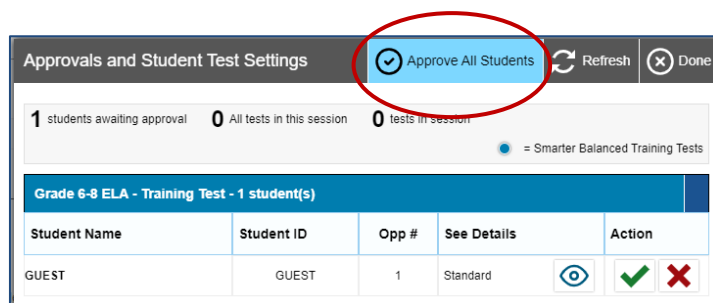 Approvals and Student Test Settings Approve All Students Refresh Done
1 students awaiting approval 0 All tests in this session 0 tests in session
= Smarter Balanced Training Tests
Grade 6-8 ELA - Training Test - 1 student(s)
Student Name Student ID Opp # See Details Action
GUEST GUEST 1 Standard